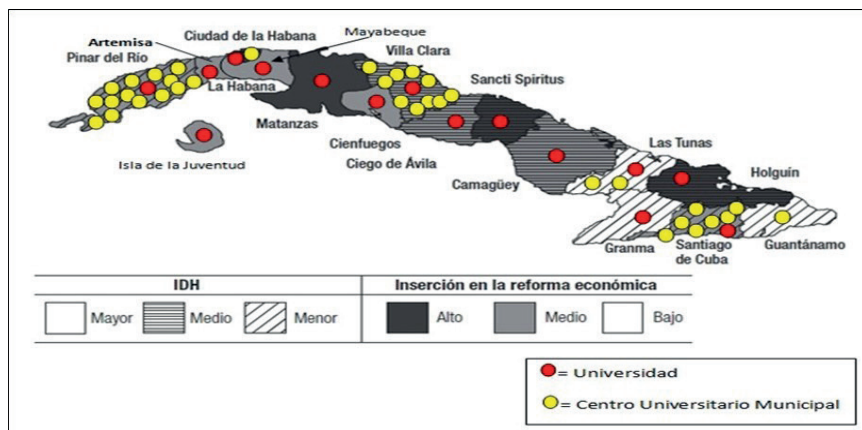 Ciudad de la Habana
Mayabeque
Artemisa
Pinar del Río
Villa Clara
Sancti Spiritus
La Habana
Matanzas
Cienfuegos
Ciego de Ávila
Las Tunas
Isla de la Juventud
Camagüey
Holguín
Granma
Santiago
de Cuba
Guantánamo
IDH
Inserción en la reforma económica
Mayor
Medio
Menor
Alto
Medio
Bajo
= Universidad
= Centro Universitario Municipal